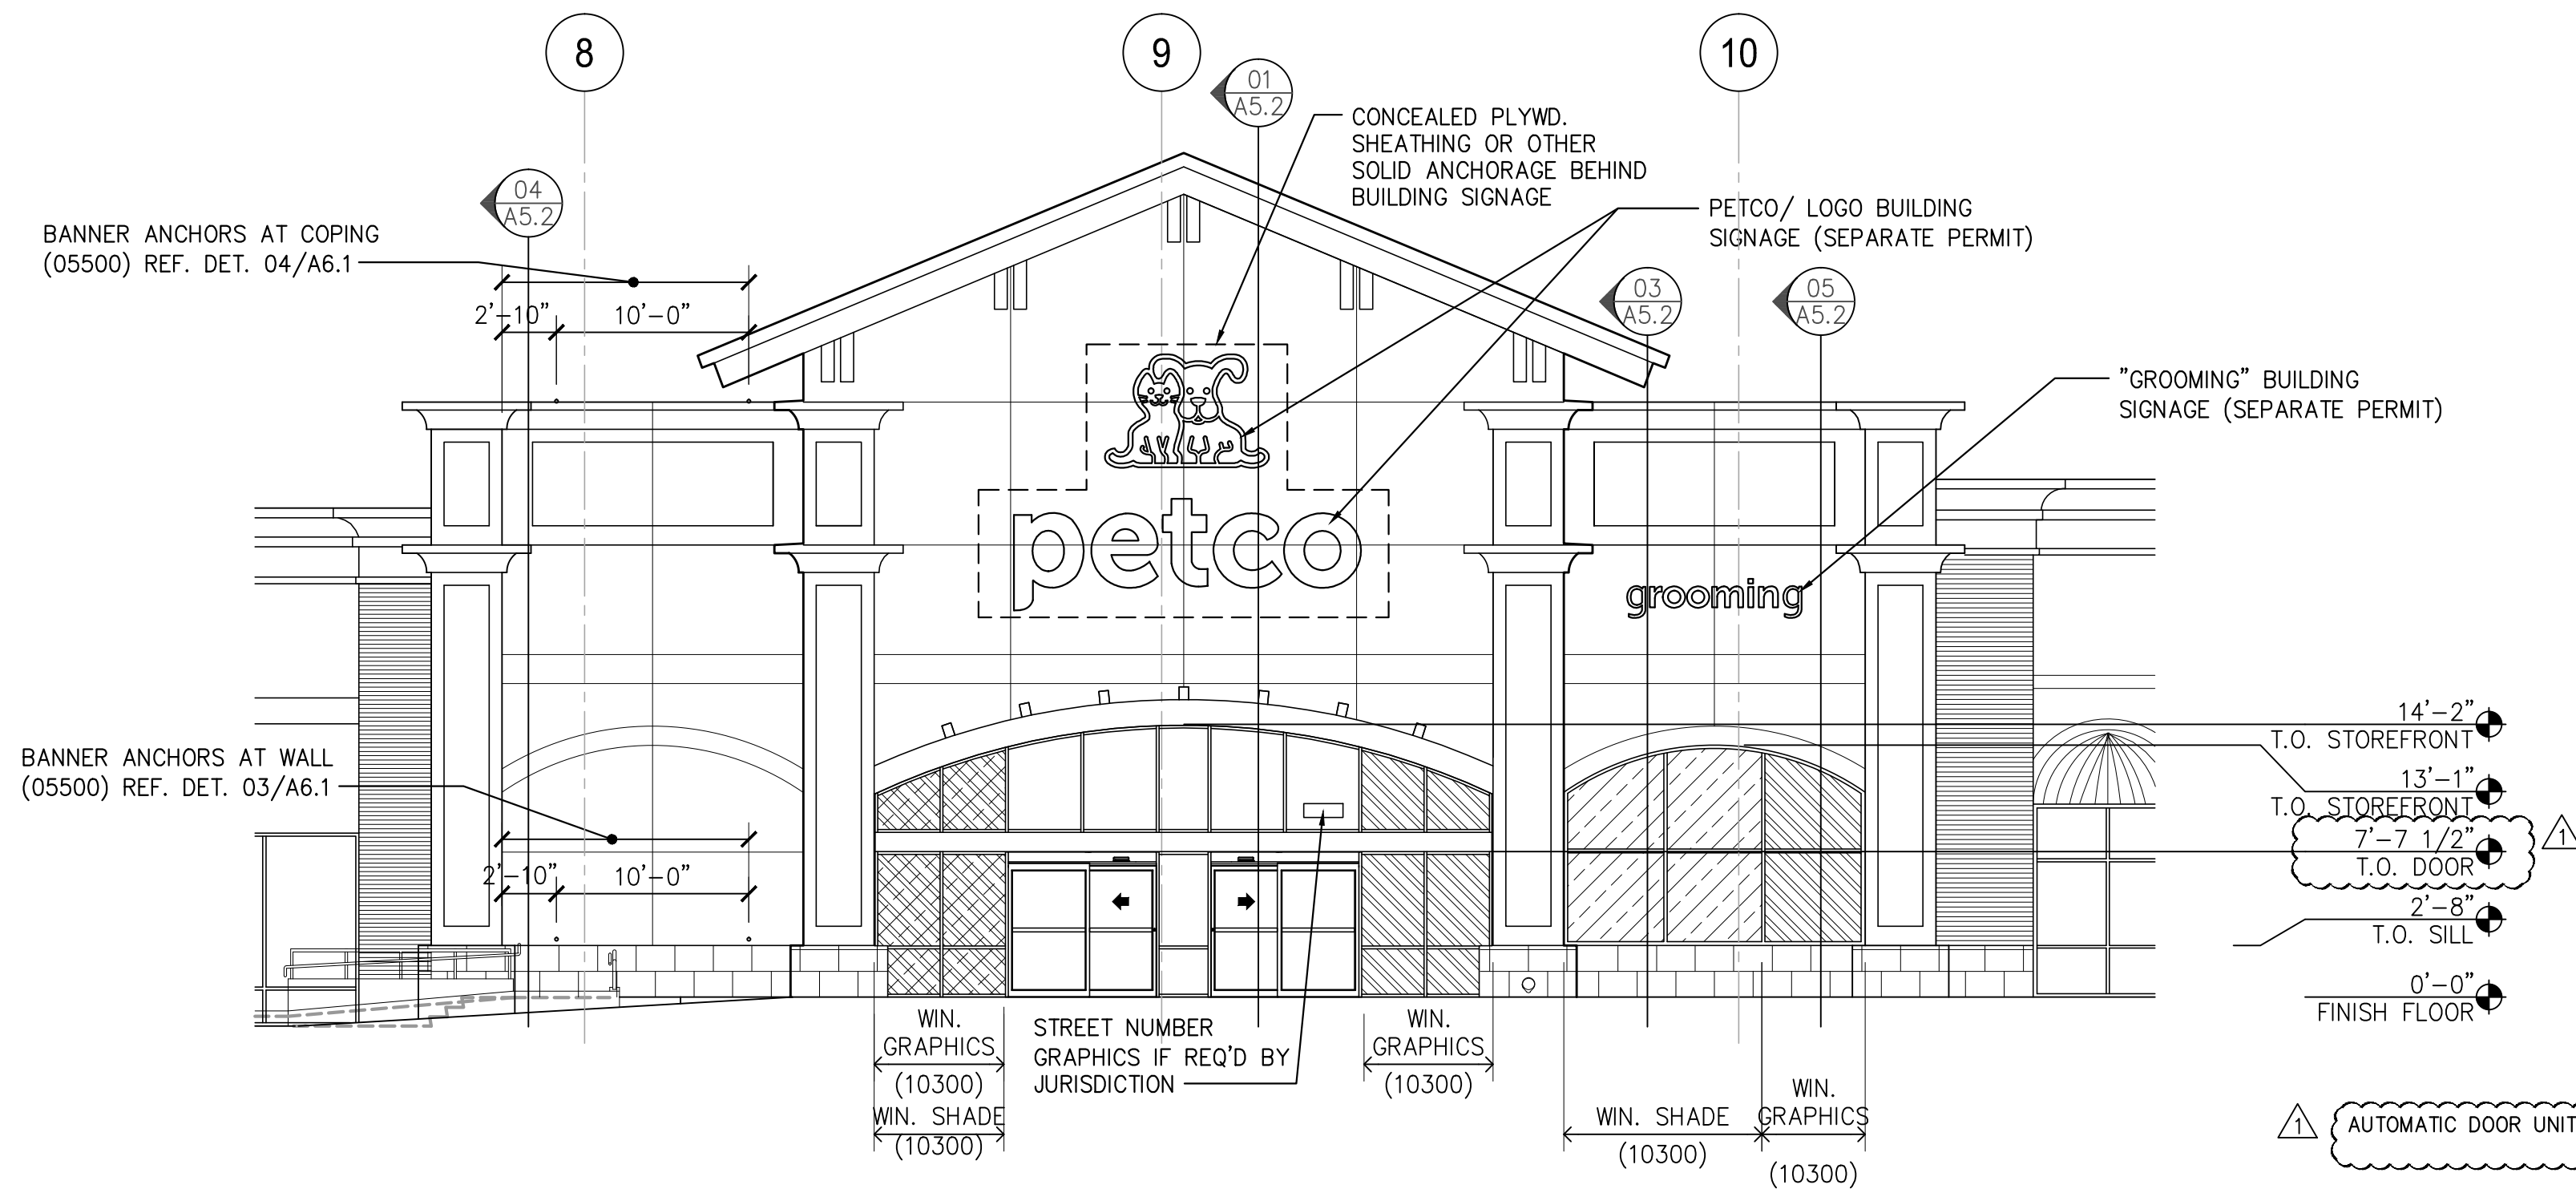 8
9
10
01
A5.2
CONCEALED PLYWD.
SHEATHING OR OTHER
SOLID ANCHORAGE BEHIND
BUILDING SIGNAGE
04
A5.2
PETCO/ LOGO BUILDING
SIGNAGE (SEPARATE PERMIT)
BANNER ANCHORS AT COPING
(05500) REF. DET. 04/A6.1
2'-10"
10'-0"
03
A5.2
05
A5.2
"GROOMING" BUILDING
SIGNAGE (SEPARATE PERMIT)
petco
grooming
BANNER ANCHORS AT WALL
(05500) REF. DET. 03/A6.1
2'-10"
10'-0"
14'-2"
T.O. STOREFRONT
13'-1"
T.O. STOREFRONT
7'-7 1/2"
T.O. DOOR
1
2'-8"
T.O. SILL
0'-0"
FINISH FLOOR
WIN.
GRAPHICS
(10300)
WIN. SHADE
(10300)
STREET NUMBER
GRAPHICS IF REQ'D BY
JURISDICTION
WIN.
GRAPHICS
(10300)
WIN. SHADE
(10300)
WIN.
GRAPHICS
(10300)
1
AUTOMATIC DOOR UNIT